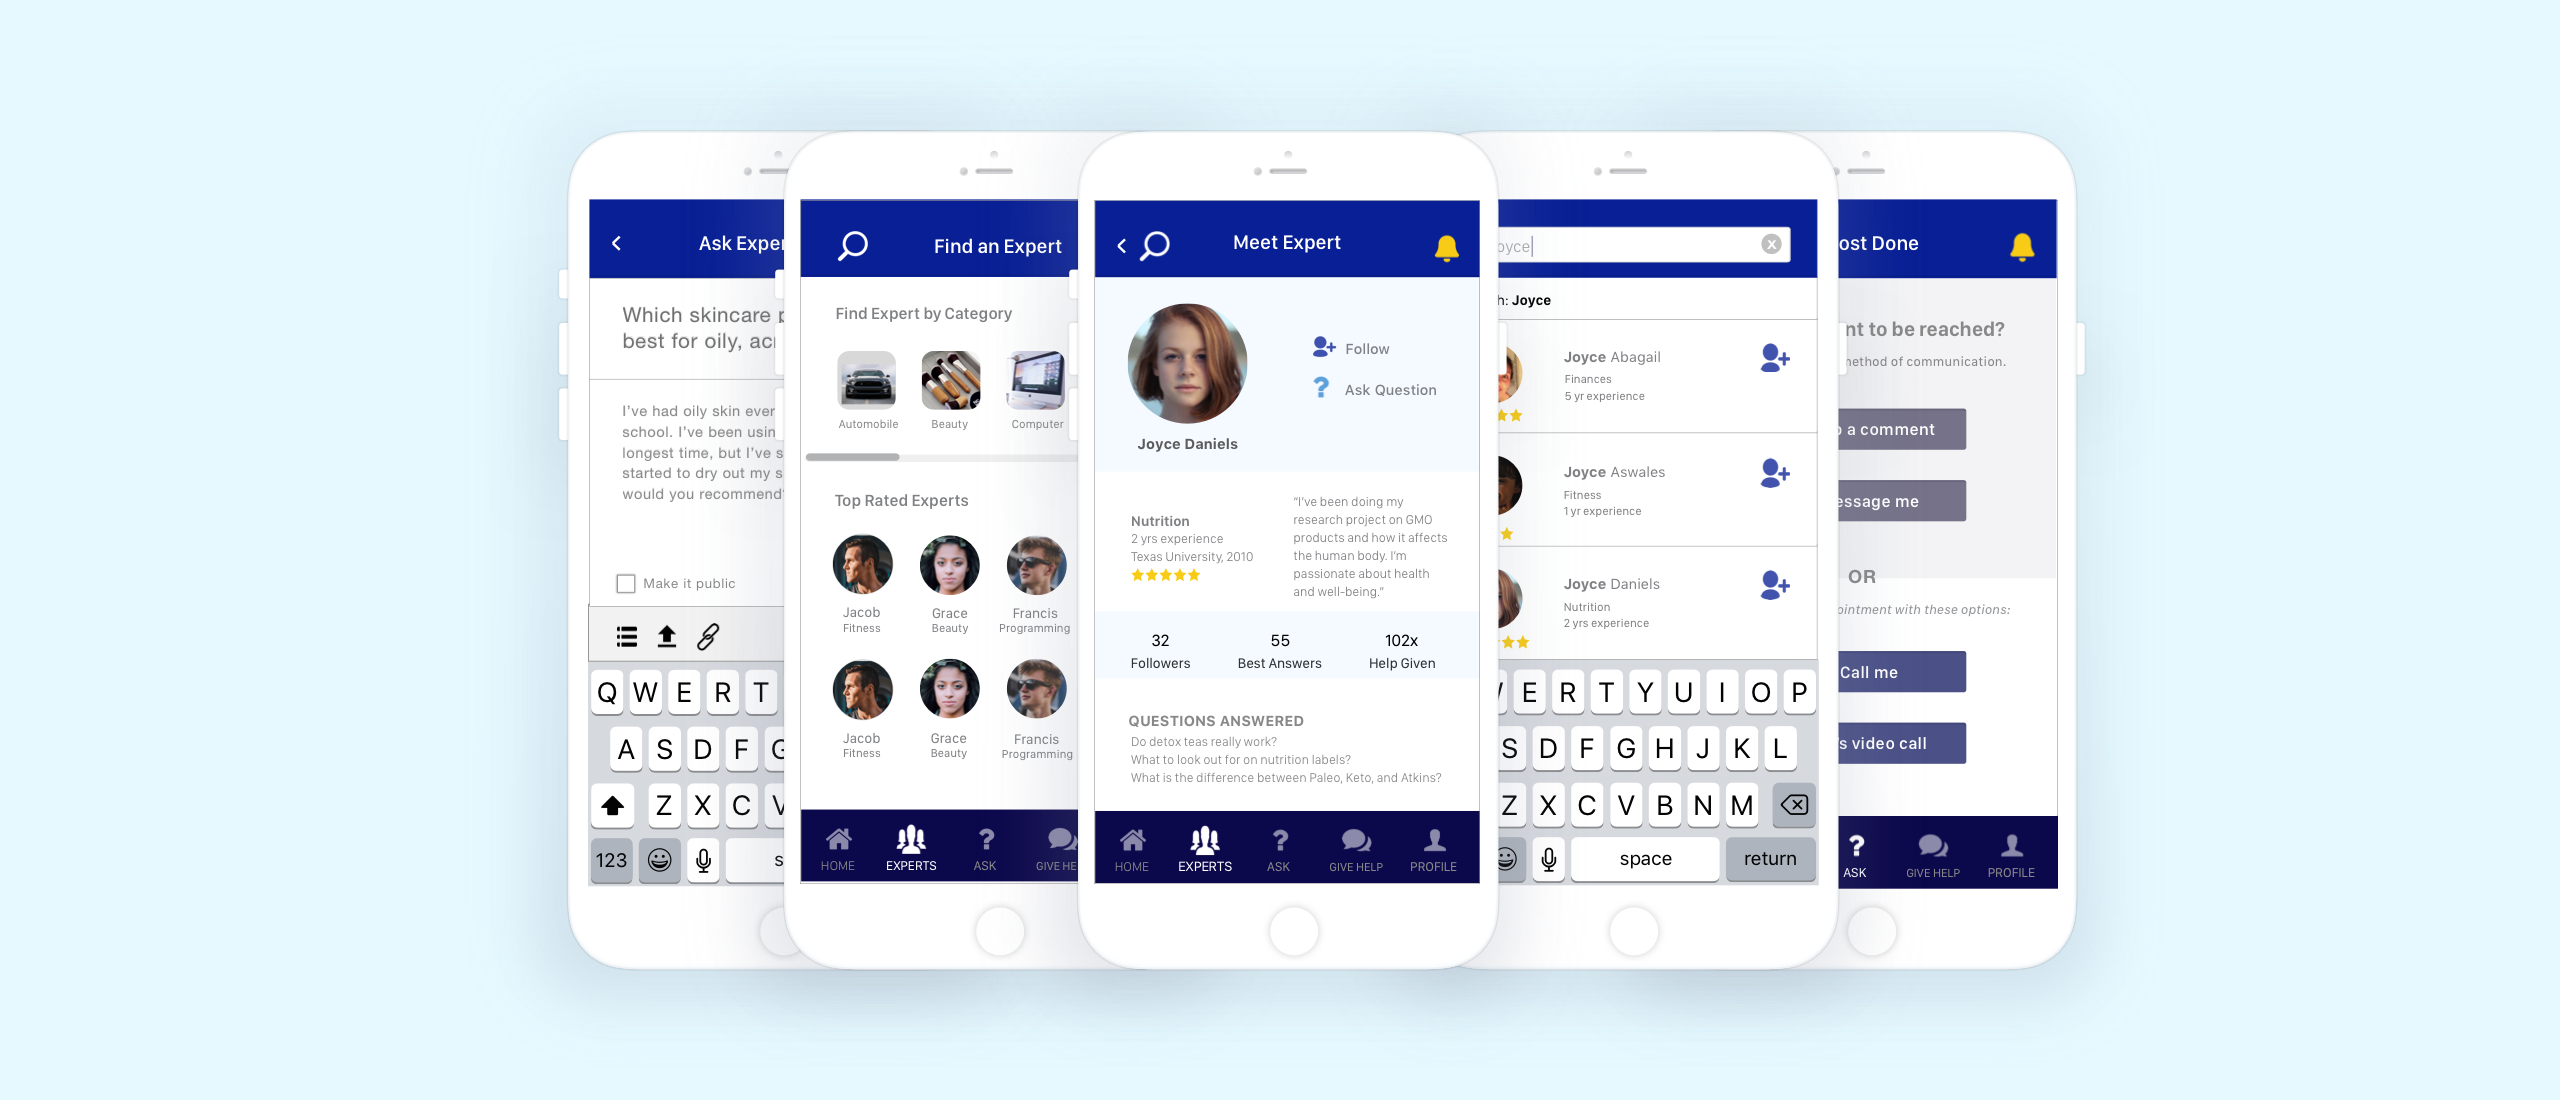 Ask
Which skincare
best for oily,
I've had oily skin
school. I've been
longest time, but I've
started to dry out my
would you recommend
Make it public
Q W E R T
A S D F
Z X C
123
Find an Expert
Find Expert by Category
Automobile Beauty Computer
Top Rated Experts
Jacob Grace Francis
Fitness Beauty Programming
Jacob Grace Francis
Fitness Beauty Programming
HOME EXPERTS ASK GIVE
Meet Expert
Follow
Ask Question
Joyce Daniels
Nutrition
2 yrs experience
Texas University, 2010
"I've been doing my
research project on GMO
products and how it affects
the human body. I'm
passionate about health
and well-being."
32 55 102x
Followers Best Answers Help Given
QUESTIONS ANSWERED
Do detox teas really work?
What to look out for on nutrition labels?
What is the difference between Paleo, Keto, and Atkins?
HOME EXPERTS ASK GIVE HELP PROFILE
oyce
x
h: Joyce
Joyce Abagail
Finances
5 yr experience
Joyce Aswales
Fitness
1 yr experience
Joyce Daniels
Nutrition
2 yrs experience
E R T Y U I O P
S D F G H J K L
Z X C V B N M
space return
ost Done
nt to be reached?
method of communication.
a comment
essage me
OR
ointment with these options:
Call me
's video call
ASK GIVE HELP PROFILE